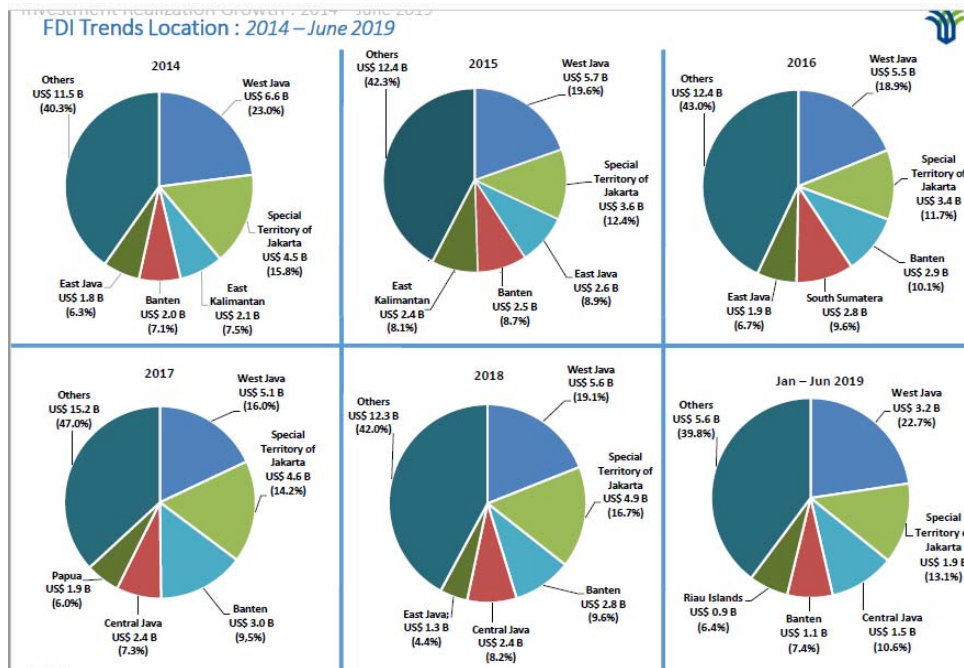 Investment Realization Growth : 2014 – June 2019
FDI Trends Location : 2014 – June 2019
2014
Others
US$ 11.5 B
(40.3%)
West Java
US$ 6.6 B
(23.0%)
Special
Territory of
Jakarta
US$ 4.5 B
(15.8%)
East
Kalimantan
US$ 2.1 B
(7.5%)
Banten
US$ 2.0 B
(7.1%)
East Java
US$ 1.8 B
(6.3%)
2015
Others
US$ 12.4 B
(42.3%)
West Java
US$ 5.7 B
(19.6%)
Special
Territory of
Jakarta
US$ 3.6 B
(12.4%)
East Java
US$ 2.6 B
(8.9%)
Banten
US$ 2.5 B
(8.7%)
East
Kalimantan
US$ 2.4 B
(8.1%)
2016
Others
US$ 12.4 B
(43.0%)
West Java
US$ 5.5 B
(18.9%)
Special
Territory of
Jakarta
US$ 3.4 B
(11.7%)
Banten
US$ 2.9 B
(10.1%)
South Sumatera
US$ 2.8 B
(9.6%)
East Java
US$ 1.9 B
(6.7%)
2017
Others
US$ 15.2 B
(47.0%)
West Java
US$ 5.1 B
(16.0%)
Special
Territory of
Jakarta
US$ 4.6 B
(14.2%)
Banten
US$ 3.0 B
(9,5%)
Central Java
US$ 2.4 B
(7.3%)
Papua
US$ 1.9 B
(6.0%)
2018
Others
US$ 12.3 B
(42.0%)
West Java
US$ 5.6 B
(19.1%)
Special
Territory of
Jakarta
US$ 4.9 B
(16.7%)
Banten
US$ 2.8 B
(9.6%)
Central Java
US$ 2.4 B
(8.2%)
East Java;
US$ 1.3 B
(4.4%)
Jan – Jun 2019
Others
US$ 5.6 B
(39.8%)
West Java
US$ 3.2 B
(22.7%)
Special
Territory of
Jakarta
US$ 1.9 B
(13.1%)
Central Java
US$ 1.5 B
(10.6%)
Banten
US$ 1.1 B
(7.4%)
Riau Islands
US$ 0.9 B
(6.4%)